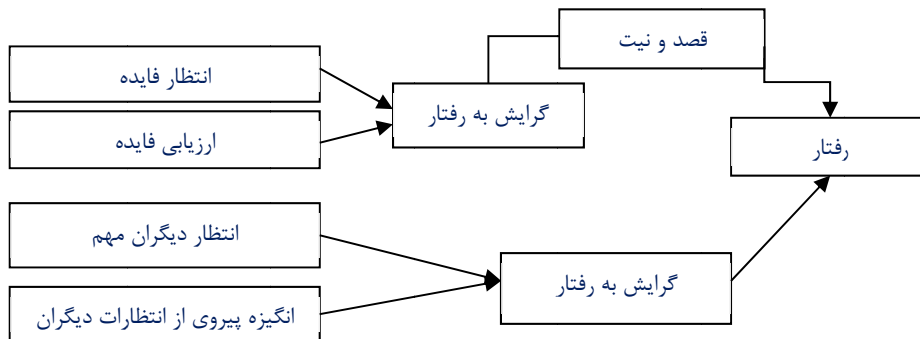 قصد و نیت
انتظار فایده
گرایش به رفتار
ارزیابی فایده
رفتار
انتظار دیگران مهم
گرایش به رفتار
انگیزه پیروی از انتظارات دیگران